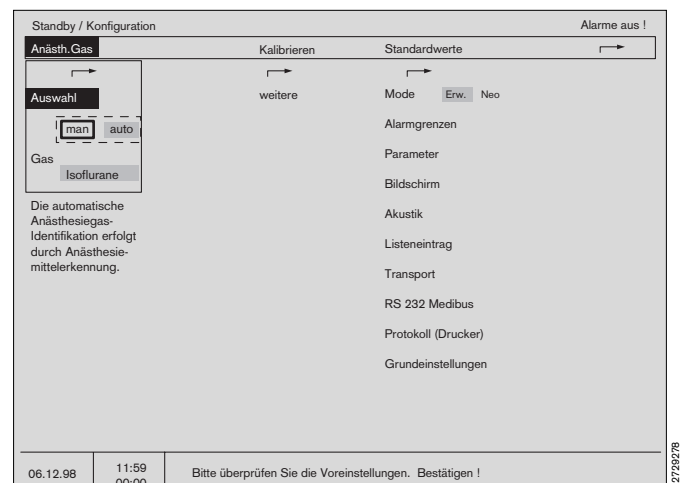 Standby / Konfiguration Alarme aus !
Anästh.Gas Kalibrieren Standardwerte
Auswahl weitere Mode Erw. Neo
man auto Alarmgrenzen
Gas Parameter
Isoflurane
Bildschirm
Die automatische
Anästhesiegas-
Identifikation erfolgt
durch Anästhesie-
mittelerkennung.
Akustik
Listeneintrag
Transport
RS 232 Medibus
Protokoll (Drucker)
Grundeinstellungen
06.12.98 11:59 Bitte überprüfen Sie die Voreinstellungen. Bestätigen !
00:00
2729278